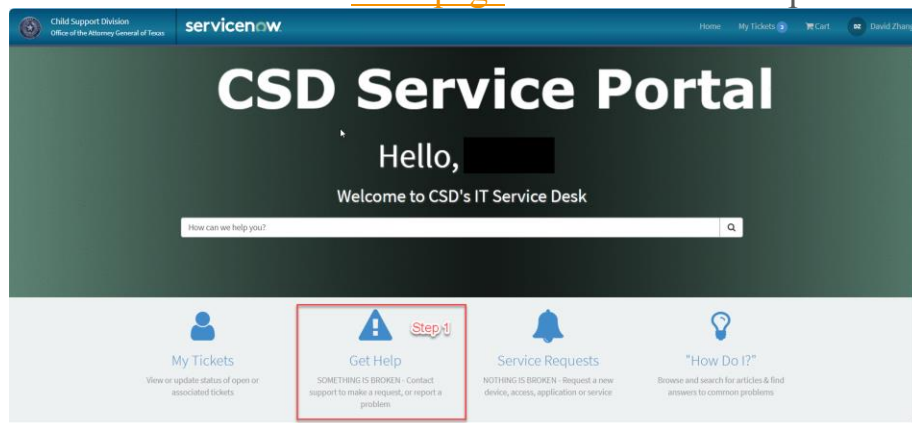 Child Support Division
Office of the Attorney General of Texas
servicenow
Home My Tickets 3 Cart DZ David Zhang
CSD Service Portal
Hello,
Welcome to CSD's IT Service Desk
How can we help you?
Step 1
My Tickets
View or update status of open or
associated tickets
Get Help
SOMETHING IS BROKEN - Contact
support to make a request, or report a
problem
Service Requests
NOTHING IS BROKEN - Request a new
device, access, application or service
"How Do I?"
Browse and search for articles & find
answers to common problems